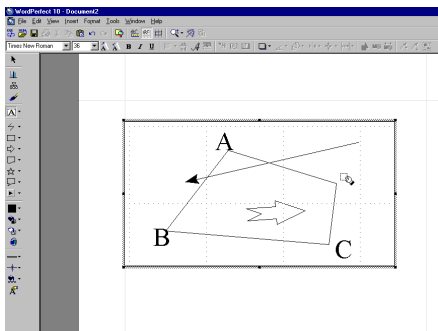 WordPerfect 10 - Document2
File Edit View Insert Format Tools Window Help
Times New Roman 36 B I U
A
A
B
C